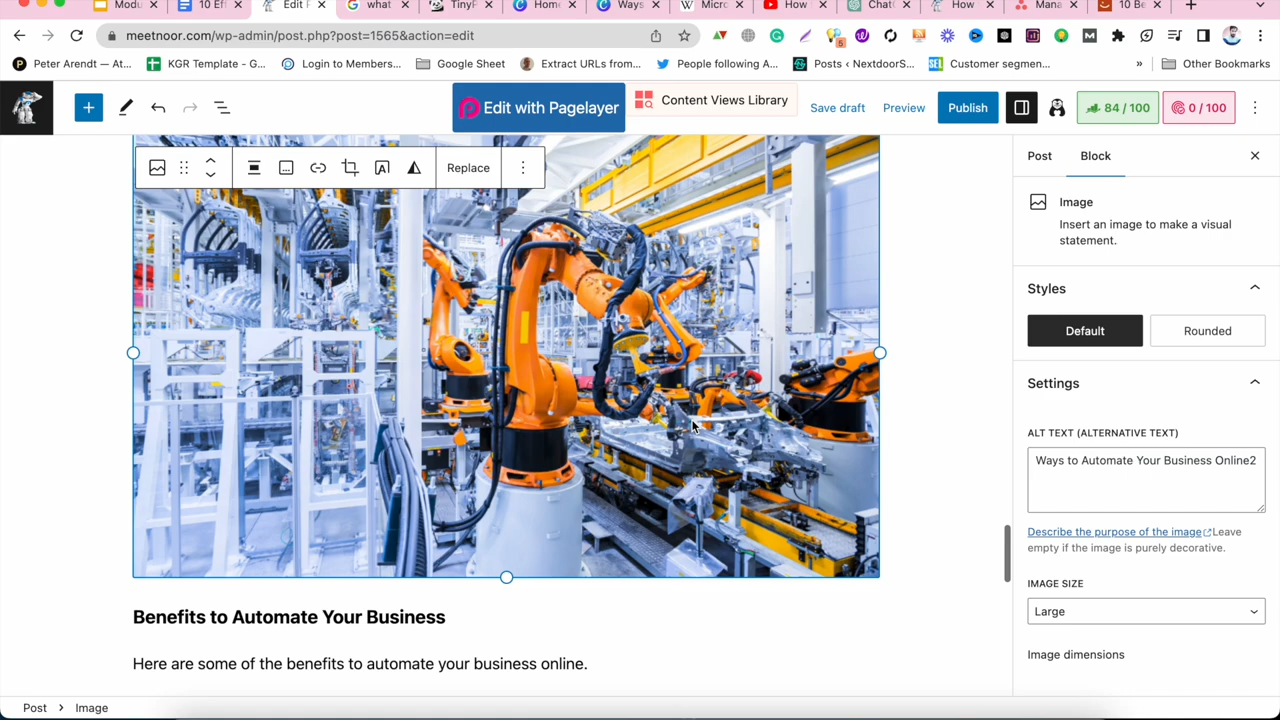 Modu
10 Ef
Edit P
what
TinyP
Home
Ways
Micro
How
ChatG
How
Mana
10 Be
meetnoor.com/wp-admin/post.php?post=1565&action=edit
5
Peter Arendt — At...
KGR Template - G...
Login to Members...
Google Sheet
Extract URLs from...
People following A...
Posts ‹ NextdoorS...
SEJ
Customer segmen...
»
Other Bookmarks
Edit with Pagelayer
Content Views Library
Save draft
Preview
Publish
84 / 100
0 / 100
Replace
Post
Block
Image
Insert an image to make a visual
statement.
Styles
Default
Rounded
Settings
ALT TEXT (ALTERNATIVE TEXT)
Ways to Automate Your Business Online2
Describe the purpose of the image Leave
empty if the image is purely decorative.
IMAGE SIZE
Large
Image dimensions
Benefits to Automate Your Business
Here are some of the benefits to automate your business online.
Post > Image